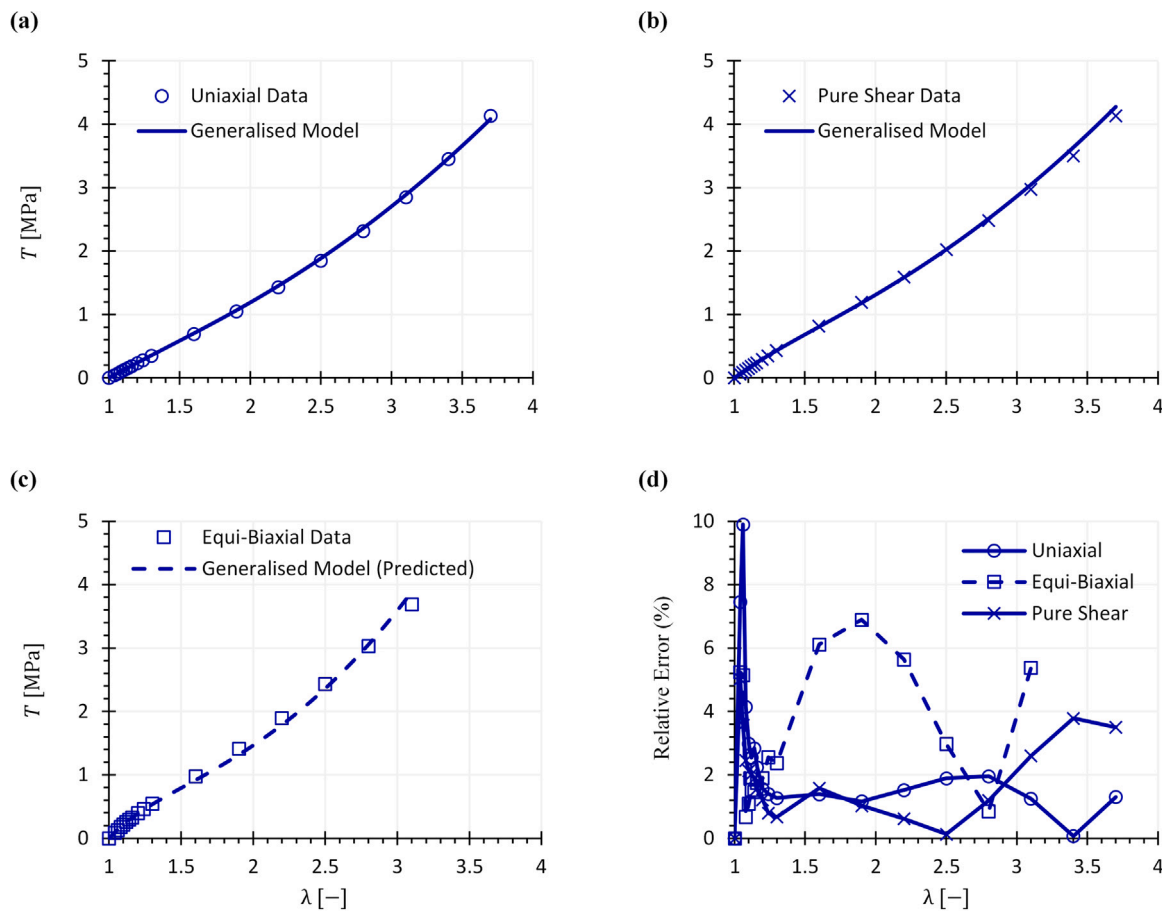 (a)
5
4
3
2
1
0
T [MPa]
Uniaxial Data
Generalised Model
1 1.5 2 2.5 3 3.5 4
(b)
5
4
3
2
1
0
Pure Shear Data
Generalised Model
1 1.5 2 2.5 3 3.5 4
(c)
5
4
3
2
1
0
T [MPa]
Equi-Biaxial Data
Generalised Model (Predicted)
1 1.5 2 2.5 3 3.5 4
λ [−]
(d)
10
8
6
4
2
0
Relative Error (%)
Uniaxial
Equi-Biaxial
Pure Shear
1 1.5 2 2.5 3 3.5 4
λ [−]